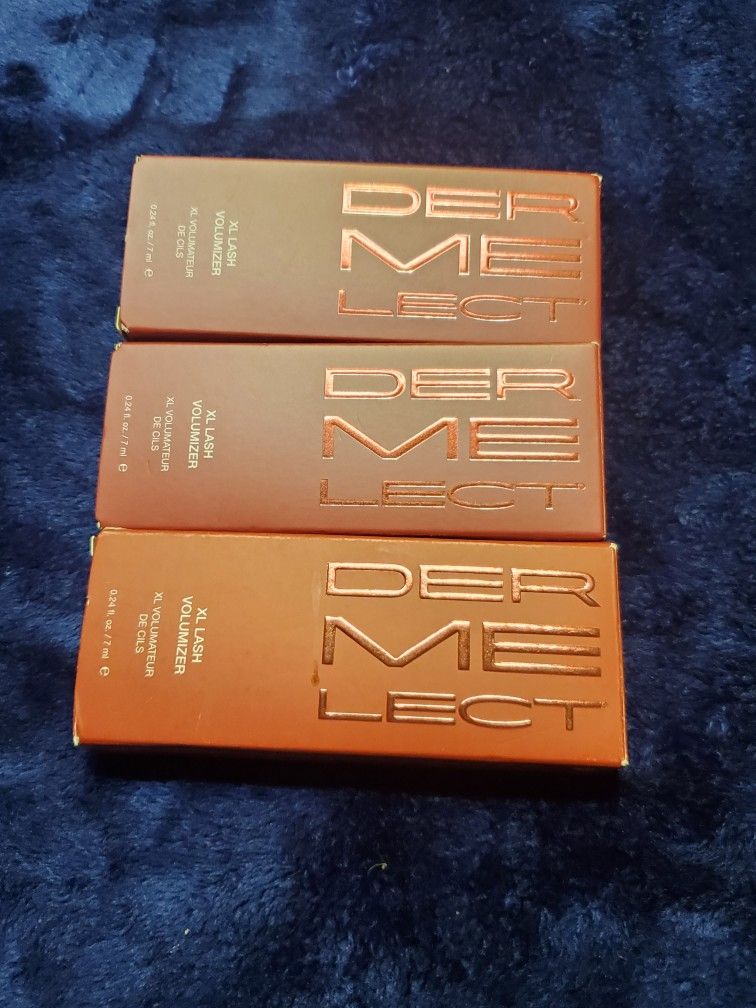 DER
ME
LECT
XL LASH
VOLUMIZER
XL VOLUMATEUR
DE CILS
0.24 fl. oz. / 7 ml e
DER
ME
LECT
XL LASH
VOLUMIZER
XL VOLUMATEUR
DE CILS
0.24 fl. oz. / 7 ml e
DER
ME
LECT
XL LASH
VOLUMIZER
XL VOLUMATEUR
DE CILS
0.24 fl. oz. / 7 ml e